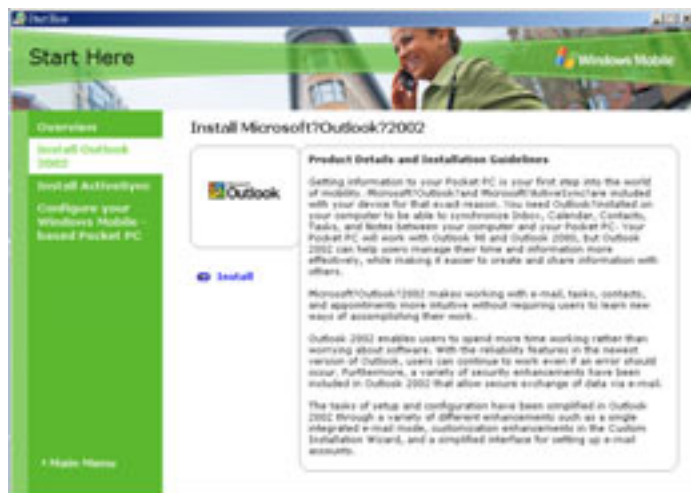 Start Here
Windows Mobile
Overview
Install Outlook
2002
Install ActiveSync
Configure your
Windows Mobile -
based Pocket PC
Main Menu
Install Microsoft?Outlook?2002
Outlook
Install
Product Details and Installation Guidelines
Getting information to your Pocket PC is your first step into the world
of mobility. Microsoft?Outlook?and Microsoft?ActiveSync?are included
with your device for that exact reason. You need Outlook?installed on
your computer to be able to synchronize Inbox, Calendar, Contacts,
Tasks, and Notes between your computer and your Pocket PC. Your
Pocket PC will work with Outlook 98 and Outlook 2000, but Outlook
2002 can help users manage their time and information more
effectively, while making it easier to create and share information with
others.
Microsoft?Outlook?2002 makes working with e-mail, tasks, contacts,
and appointments more intuitive without requiring users to learn new
ways of accomplishing their work.
Outlook 2002 enables users to spend more time working rather than
worrying about software. With the reliability features in the newest
version of Outlook, users can continue to work even if an error should
occur. Furthermore, a variety of security enhancements have been
included in Outlook 2002 that allow secure exchange of data via e-mail.
The tasks of setup and configuration have been simplified in Outlook
2002 through a variety of different enhancements such as a single
integrated e-mail mode, customization enhancements in the Custom
Installation Wizard, and a simplified interface for setting up e-mail
accounts.